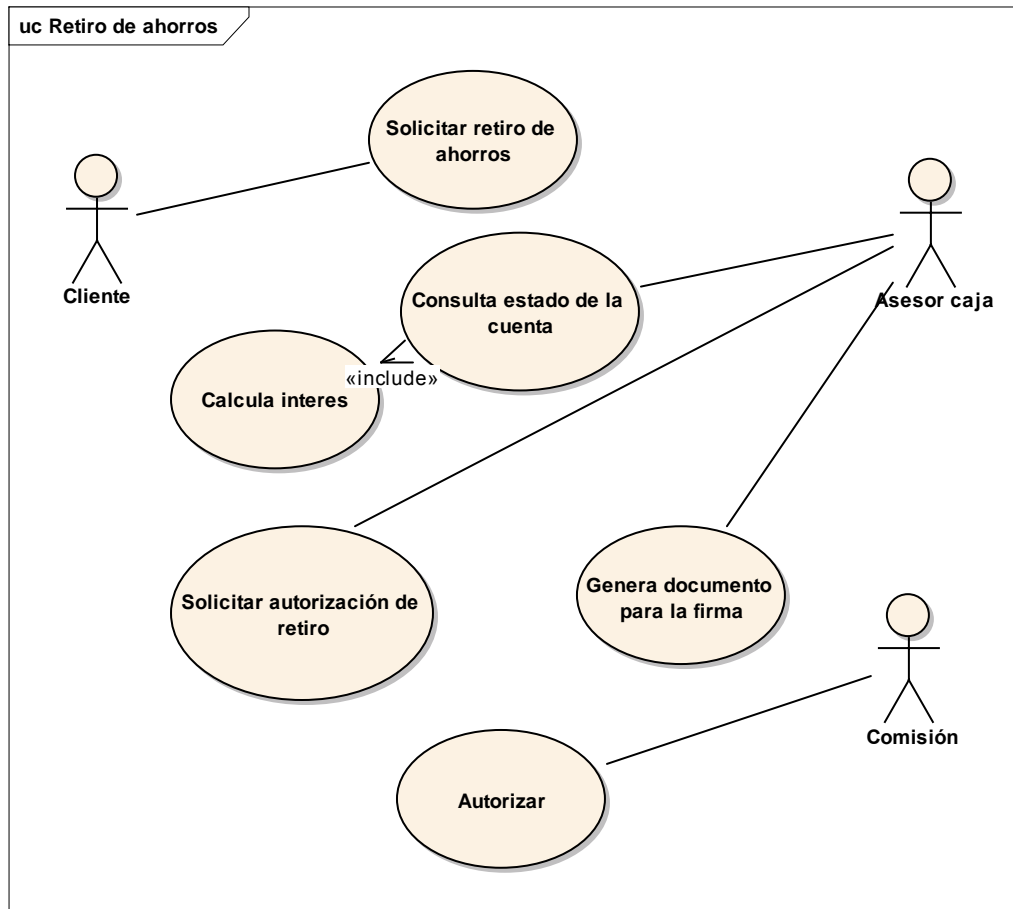 uc Retiro de ahorros
Solicitar retiro de
ahorros
Cliente
Asesor caja
Consulta estado de la
cuenta
«include»
Calcula interes
Solicitar autorización de
retiro
Genera documento
para la firma
Comisión
Autorizar